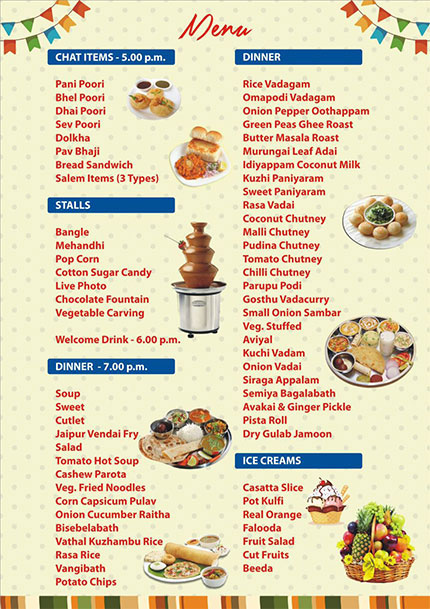 Menu
CHAT ITEMS - 5.00 p.m.
Pani Poori
Bhel Poori
Dhai Poori
Sev Poori
Dolkha
Pav Bhaji
Bread Sandwich
Salem Items (3 Types)
STALLS
Bangle
Mehandhi
Pop Corn
Cotton Sugar Candy
Live Photo
Chocolate Fountain
Vegetable Carving
Welcome Drink - 6.00 p.m.
DINNER - 7.00 p.m.
Soup
Sweet
Cutlet
Jaipur Vendai Fry
Salad
Tomato Hot Soup
Cashew Parota
Veg. Fried Noodles
Corn Capsicum Pulav
Onion Cucumber Raitha
Bisebelabath
Vathal Kuzhambu Rice
Rasa Rice
Vangibath
Potato Chips
DINNER
Rice Vadagam
Omapodi Vadagam
Onion Pepper Oothappam
Green Peas Ghee Roast
Butter Masala Roast
Murungai Leaf Adai
Idiyappam Coconut Milk
Kuzhi Paniyaram
Sweet Paniyaram
Rasa Vadai
Coconut Chutney
Malli Chutney
Pudina Chutney
Tomato Chutney
Chilli Chutney
Parupu Podi
Gosthu Vadacurry
Small Onion Sambar
Veg. Stuffed
Aviyal
Kuchi Vadam
Onion Vadai
Siraga Appalam
Semiya Bagalabath
Avakai & Ginger Pickle
Pista Roll
Dry Gulab Jamoon
ICE CREAMS
Casatta Slice
Pot Kulfi
Real Orange
Falooda
Fruit Salad
Cut Fruits
Beeda